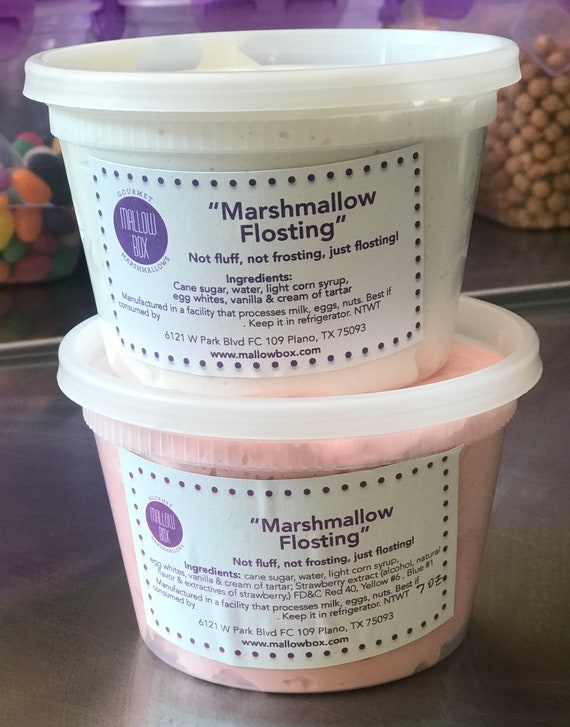 GOURMET
MALLOW
BOX
MARSHMALLOWS
“Marshmallow
Flosting”
Not fluff, not frosting, just flosting!
Ingredients:
Cane sugar, water, light corn syrup,
egg whites, vanilla & cream of tartar
Manufactured in a facility that processes milk, eggs, nuts. Best if
consumed by . Keep it in refrigerator. NTWT
6121 W Park Blvd FC 109 Plano, TX 75093
www.mallowbox.com
GOURMET
MALLOW
BOX
MARSHMALLOWS
“Marshmallow
Flosting”
Not fluff, not frosting, just flosting!
Ingredients: cane sugar, water, light corn syrup,
egg whites, vanilla & cream of tartar; Strawberry extract (alcohol, natural
flavor & extractives of strawberry,) FD&C Red 40, Yellow #6 , Blue #1
Manufactured in a facility that processes milk, eggs, nuts. Best if
consumed by . Keep it in refrigerator. NTWT 7 oz
6121 W Park Blvd FC 109 Plano, TX 75093
www.mallowbox.com